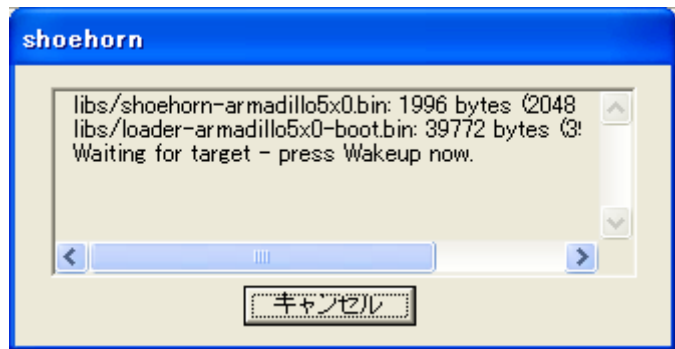 shoehorn
libs/shoehorn-armadillo5x0.bin: 1996 bytes (2048
libs/loader-armadillo5x0-boot.bin: 39772 bytes (3
Waiting for target - press Wakeup now.
キャンセル